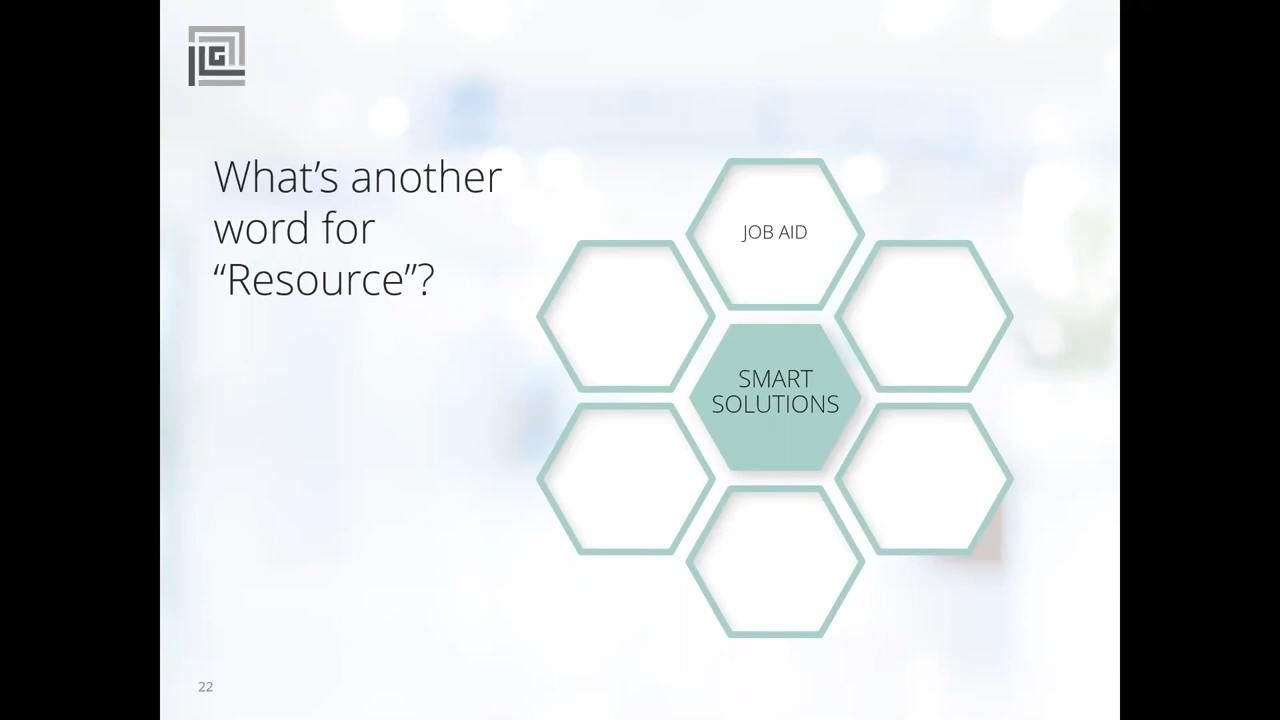 What’s another
word for
“Resource”?
JOB AID
SMART
SOLUTIONS
22